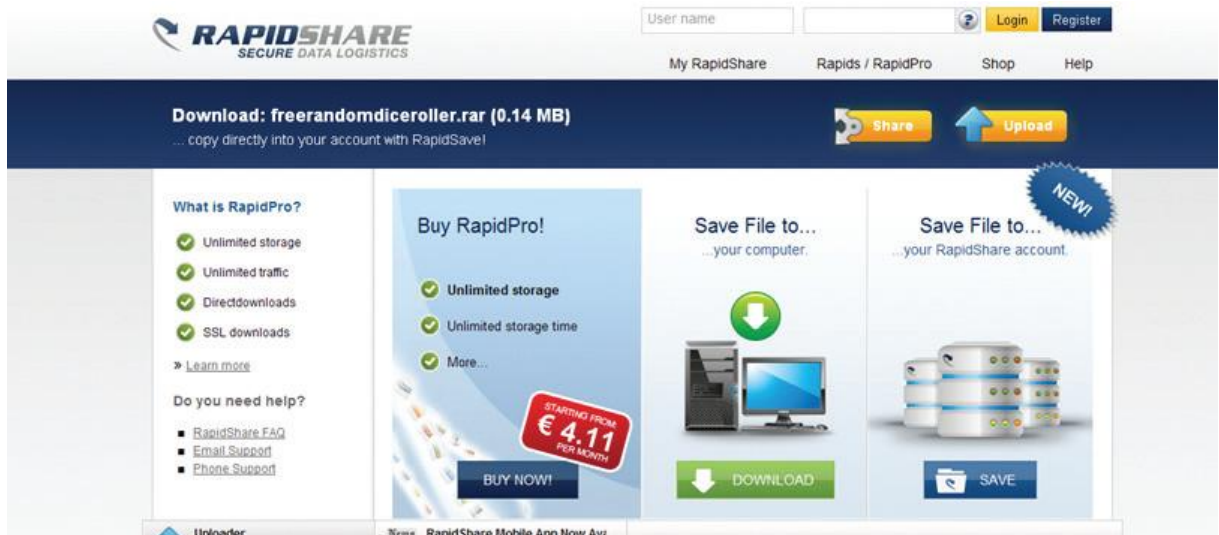 User name
? Login Register
RAPIDSHARE
SECURE DATA LOGISTICS
My RapidShare Rapids / RapidPro Shop Help
Download: freerandomdiceroller.rar (0.14 MB)
... copy directly into your account with RapidSave!
Share Upload
NEW!
What is RapidPro?
Unlimited storage
Unlimited traffic
Directdownloads
SSL downloads
» Learn more
Do you need help?
RapidShare FAQ
Email Support
Phone Support
Buy RapidPro!
Unlimited storage
Unlimited storage time
More...
STARTING FROM:
€ 4.11
PER MONTH
BUY NOW!
Save File to...
...your computer.
DOWNLOAD
Save File to...
...your RapidShare account.
SAVE
Uploader
News RapidShare Mobile App Now